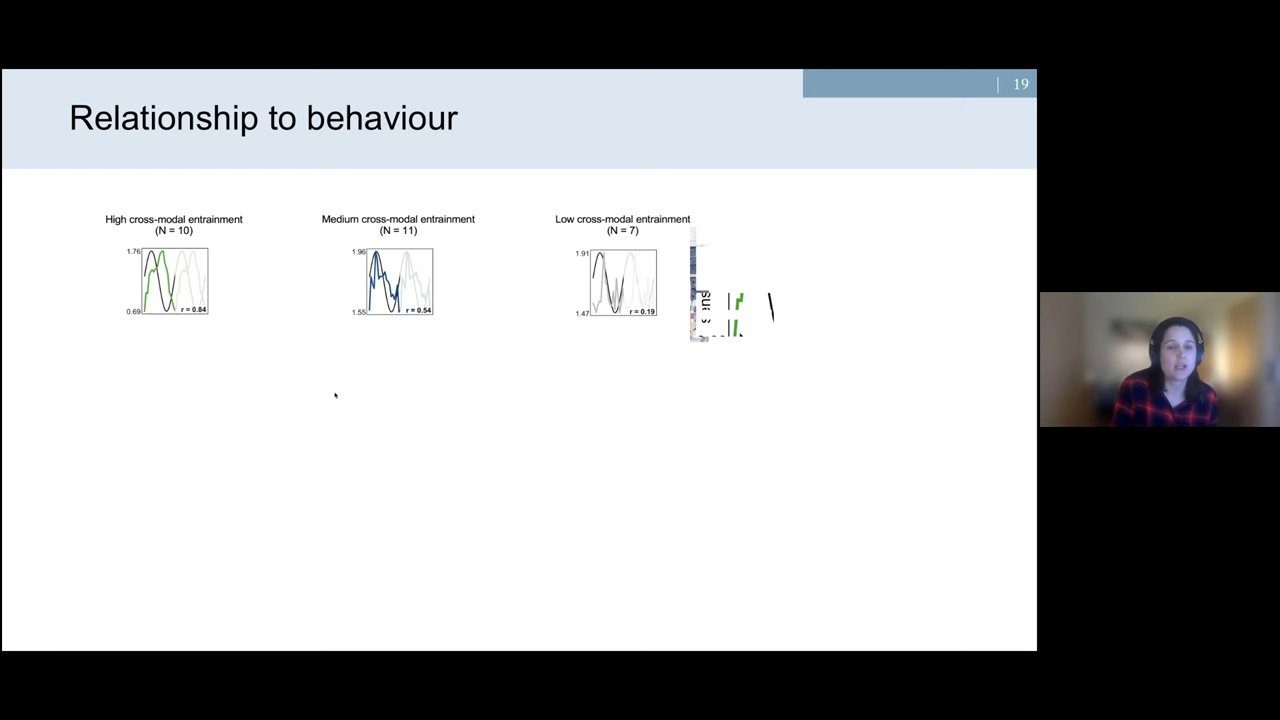 19
Relationship to behaviour
High cross-modal entrainment
(N = 10)
1.76
0.69
r = 0.84
Medium cross-modal entrainment
(N = 11)
1.96
1.55
r = 0.54
Low cross-modal entrainment
(N = 7)
1.91
1.47
r = 0.19